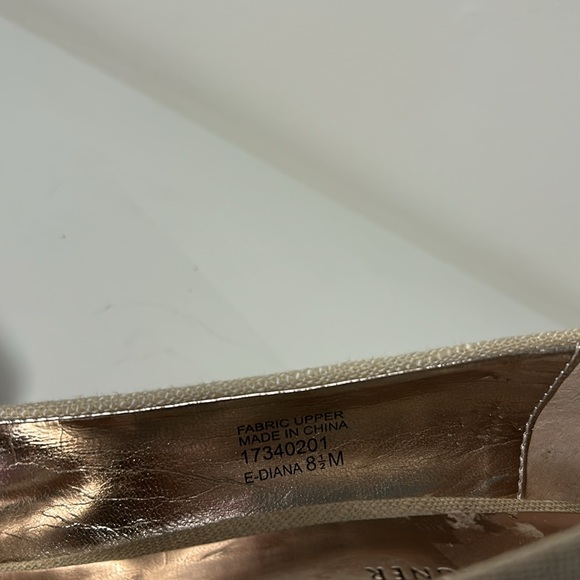 FABRIC UPPER
MADE IN CHINA
17340201
E-DIANA 8½M